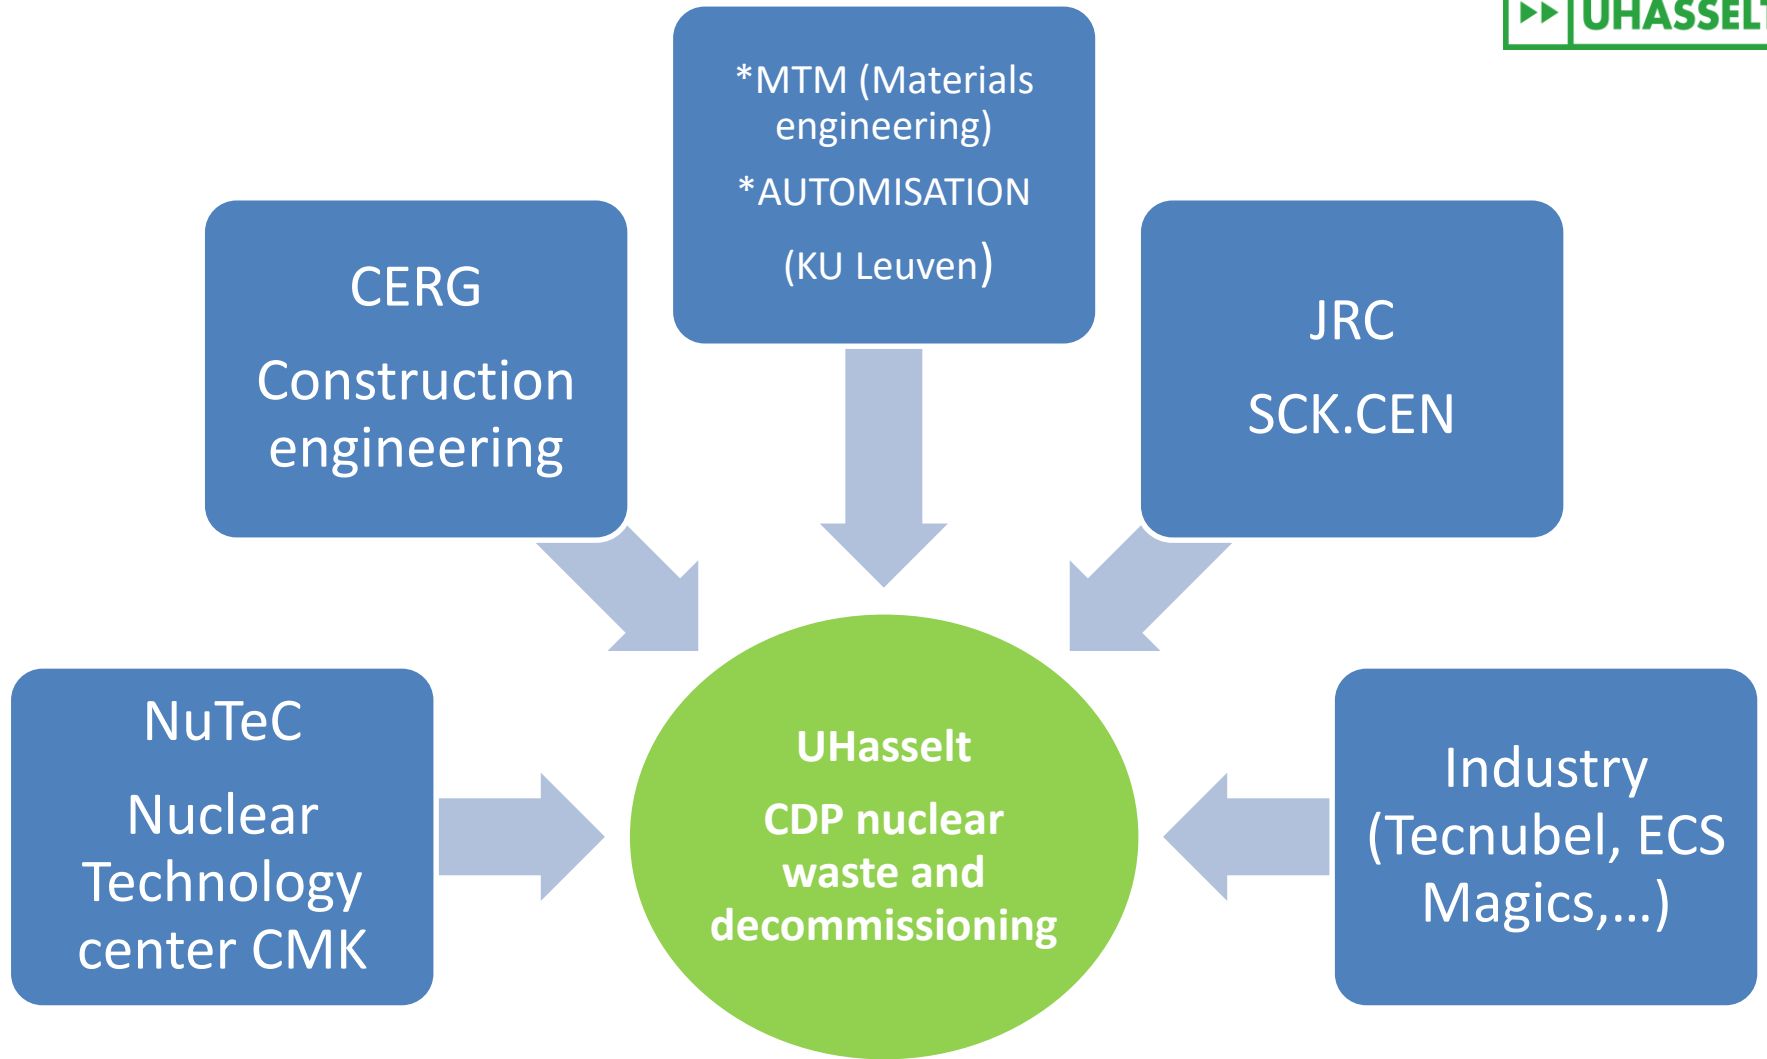 UHASSELT
*MTM (Materials
engineering)
*AUTOMISATION
(KU Leuven)
CERG
Construction
engineering
JRC
SCK.CEN
NuTeC
Nuclear
Technology
center CMK
UHasselt
CDP nuclear
waste and
decommissioning
Industry
(Tecnubel, ECS
Magics,...)